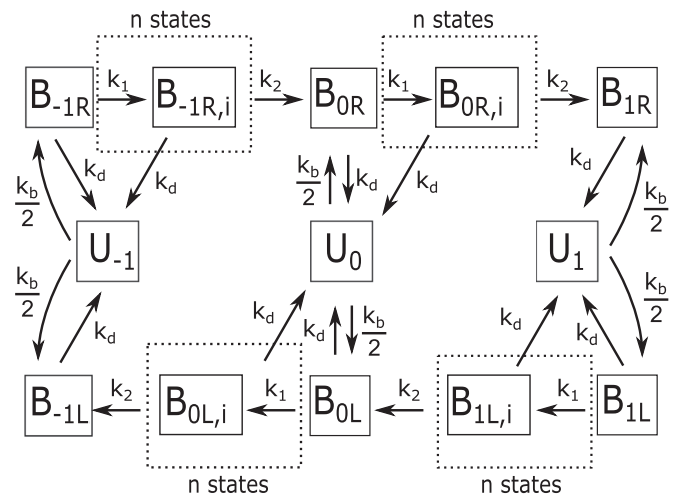 n states
n states
B-1R
k1
B-1R,i
k2
B0R
k1
B0R,i
k2
B1R
kd
kd
kb/2
kd
kd
kd
kb/2
kb/2
U-1
U0
U1
kb/2
kd
kd
kd
kb/2
kd
kd
kb/2
B-1L
k2
B0L,i
k1
B0L
k2
B1L,i
k1
B1L
n states
n states